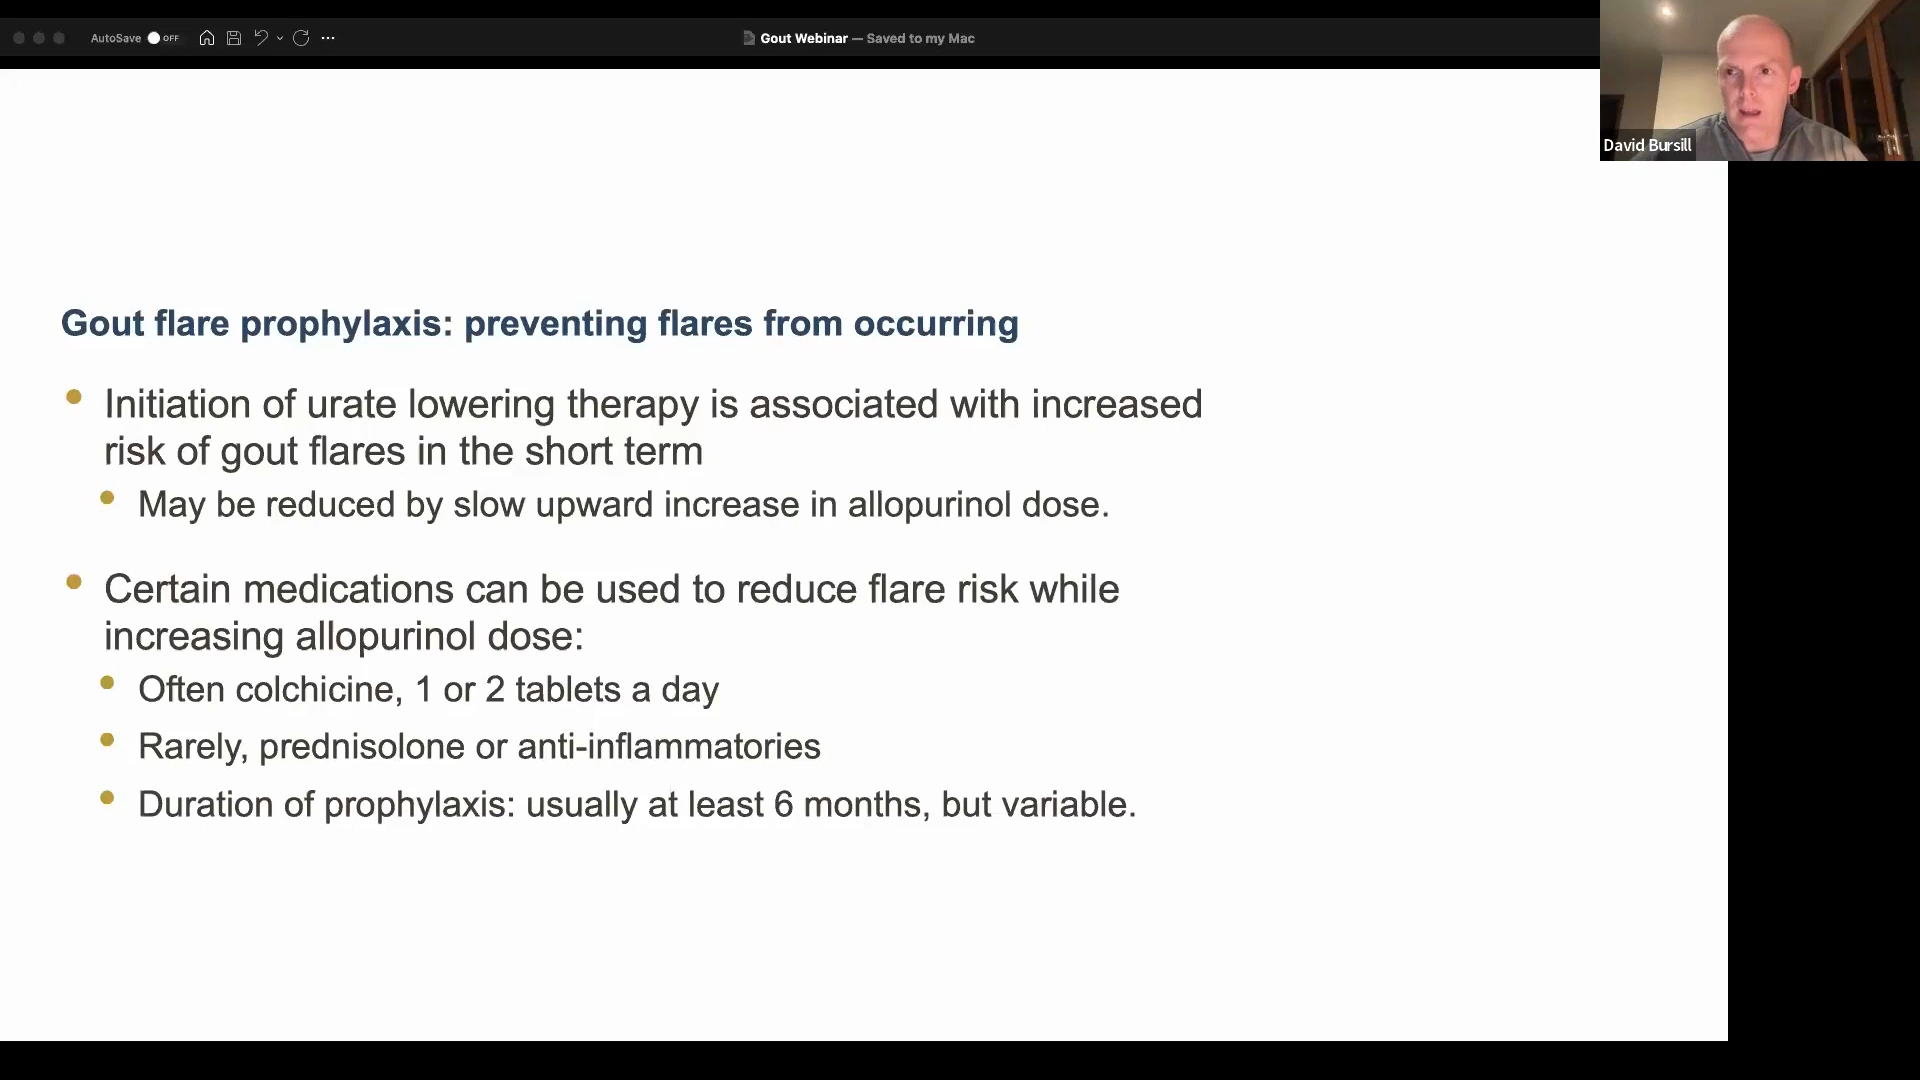 AutoSave OFF
Gout Webinar — Saved to my Mac
David Bursill
Gout flare prophylaxis: preventing flares from occurring
• Initiation of urate lowering therapy is associated with increased
risk of gout flares in the short term
• May be reduced by slow upward increase in allopurinol dose.
• Certain medications can be used to reduce flare risk while
increasing allopurinol dose:
• Often colchicine, 1 or 2 tablets a day
• Rarely, prednisolone or anti-inflammatories
• Duration of prophylaxis: usually at least 6 months, but variable.